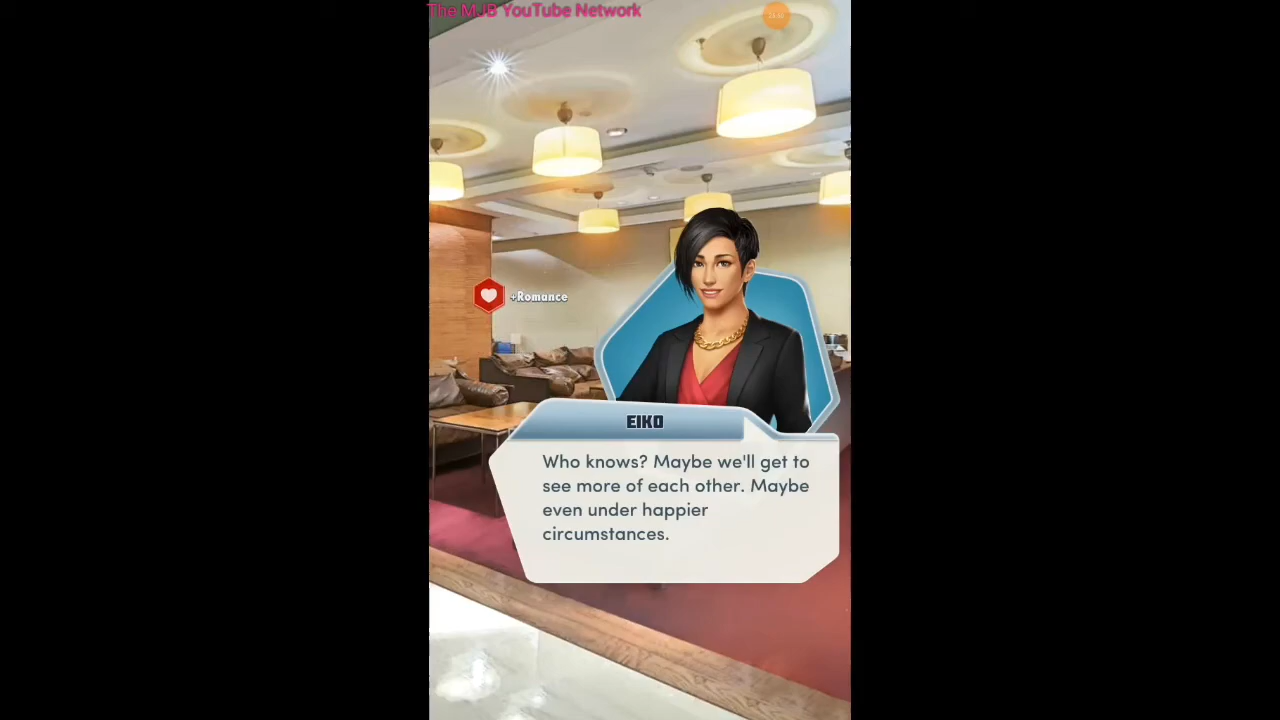 The MJB YouTube Network
+Romance
EIKO
Who knows? Maybe we'll get to
see more of each other. Maybe
even under happier
circumstances.